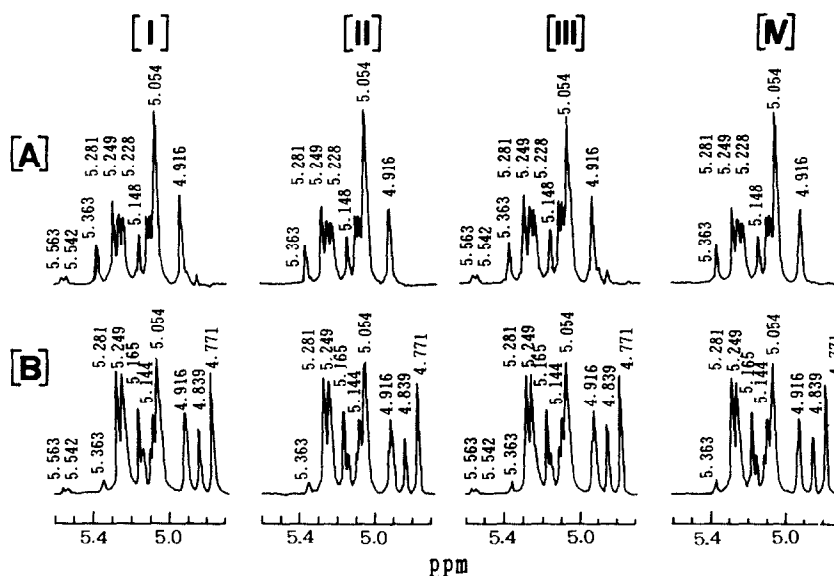 [I] [II] [III] [IV]
[A]
5.563 5.542 5.363 5.281 5.249 5.228 5.148 5.054 4.916
5.363 5.281 5.249 5.228 5.148 5.054 4.916
5.563 5.542 5.363 5.281 5.249 5.228 5.148 5.054 4.916
5.363 5.281 5.249 5.228 5.148 5.054 4.916
[B]
5.563 5.542 5.363 5.281 5.249 5.165 5.144 5.054 4.916 4.839 4.771
5.363 5.281 5.249 5.165 5.144 5.054 4.916 4.839 4.771
5.563 5.542 5.363 5.281 5.249 5.165 5.144 5.054 4.916 4.839 4.771
5.363 5.281 5.249 5.165 5.144 5.054 4.916 4.839 4.771
5.4 5.0 5.4 5.0 5.4 5.0 5.4 5.0
ppm